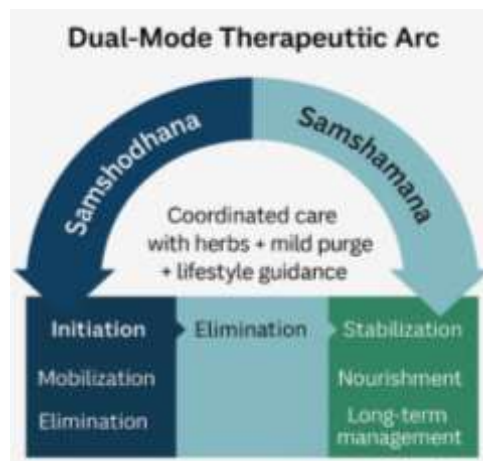 Dual-Mode Therapeuttic Arc
Samshodhana
Samshamana
Coordinated care
with herbs + mild purge
+ lifestyle guidance
Initiation
Mobilization
Elimination
Elimination
Stabilization
Nourishment
Long-term
management